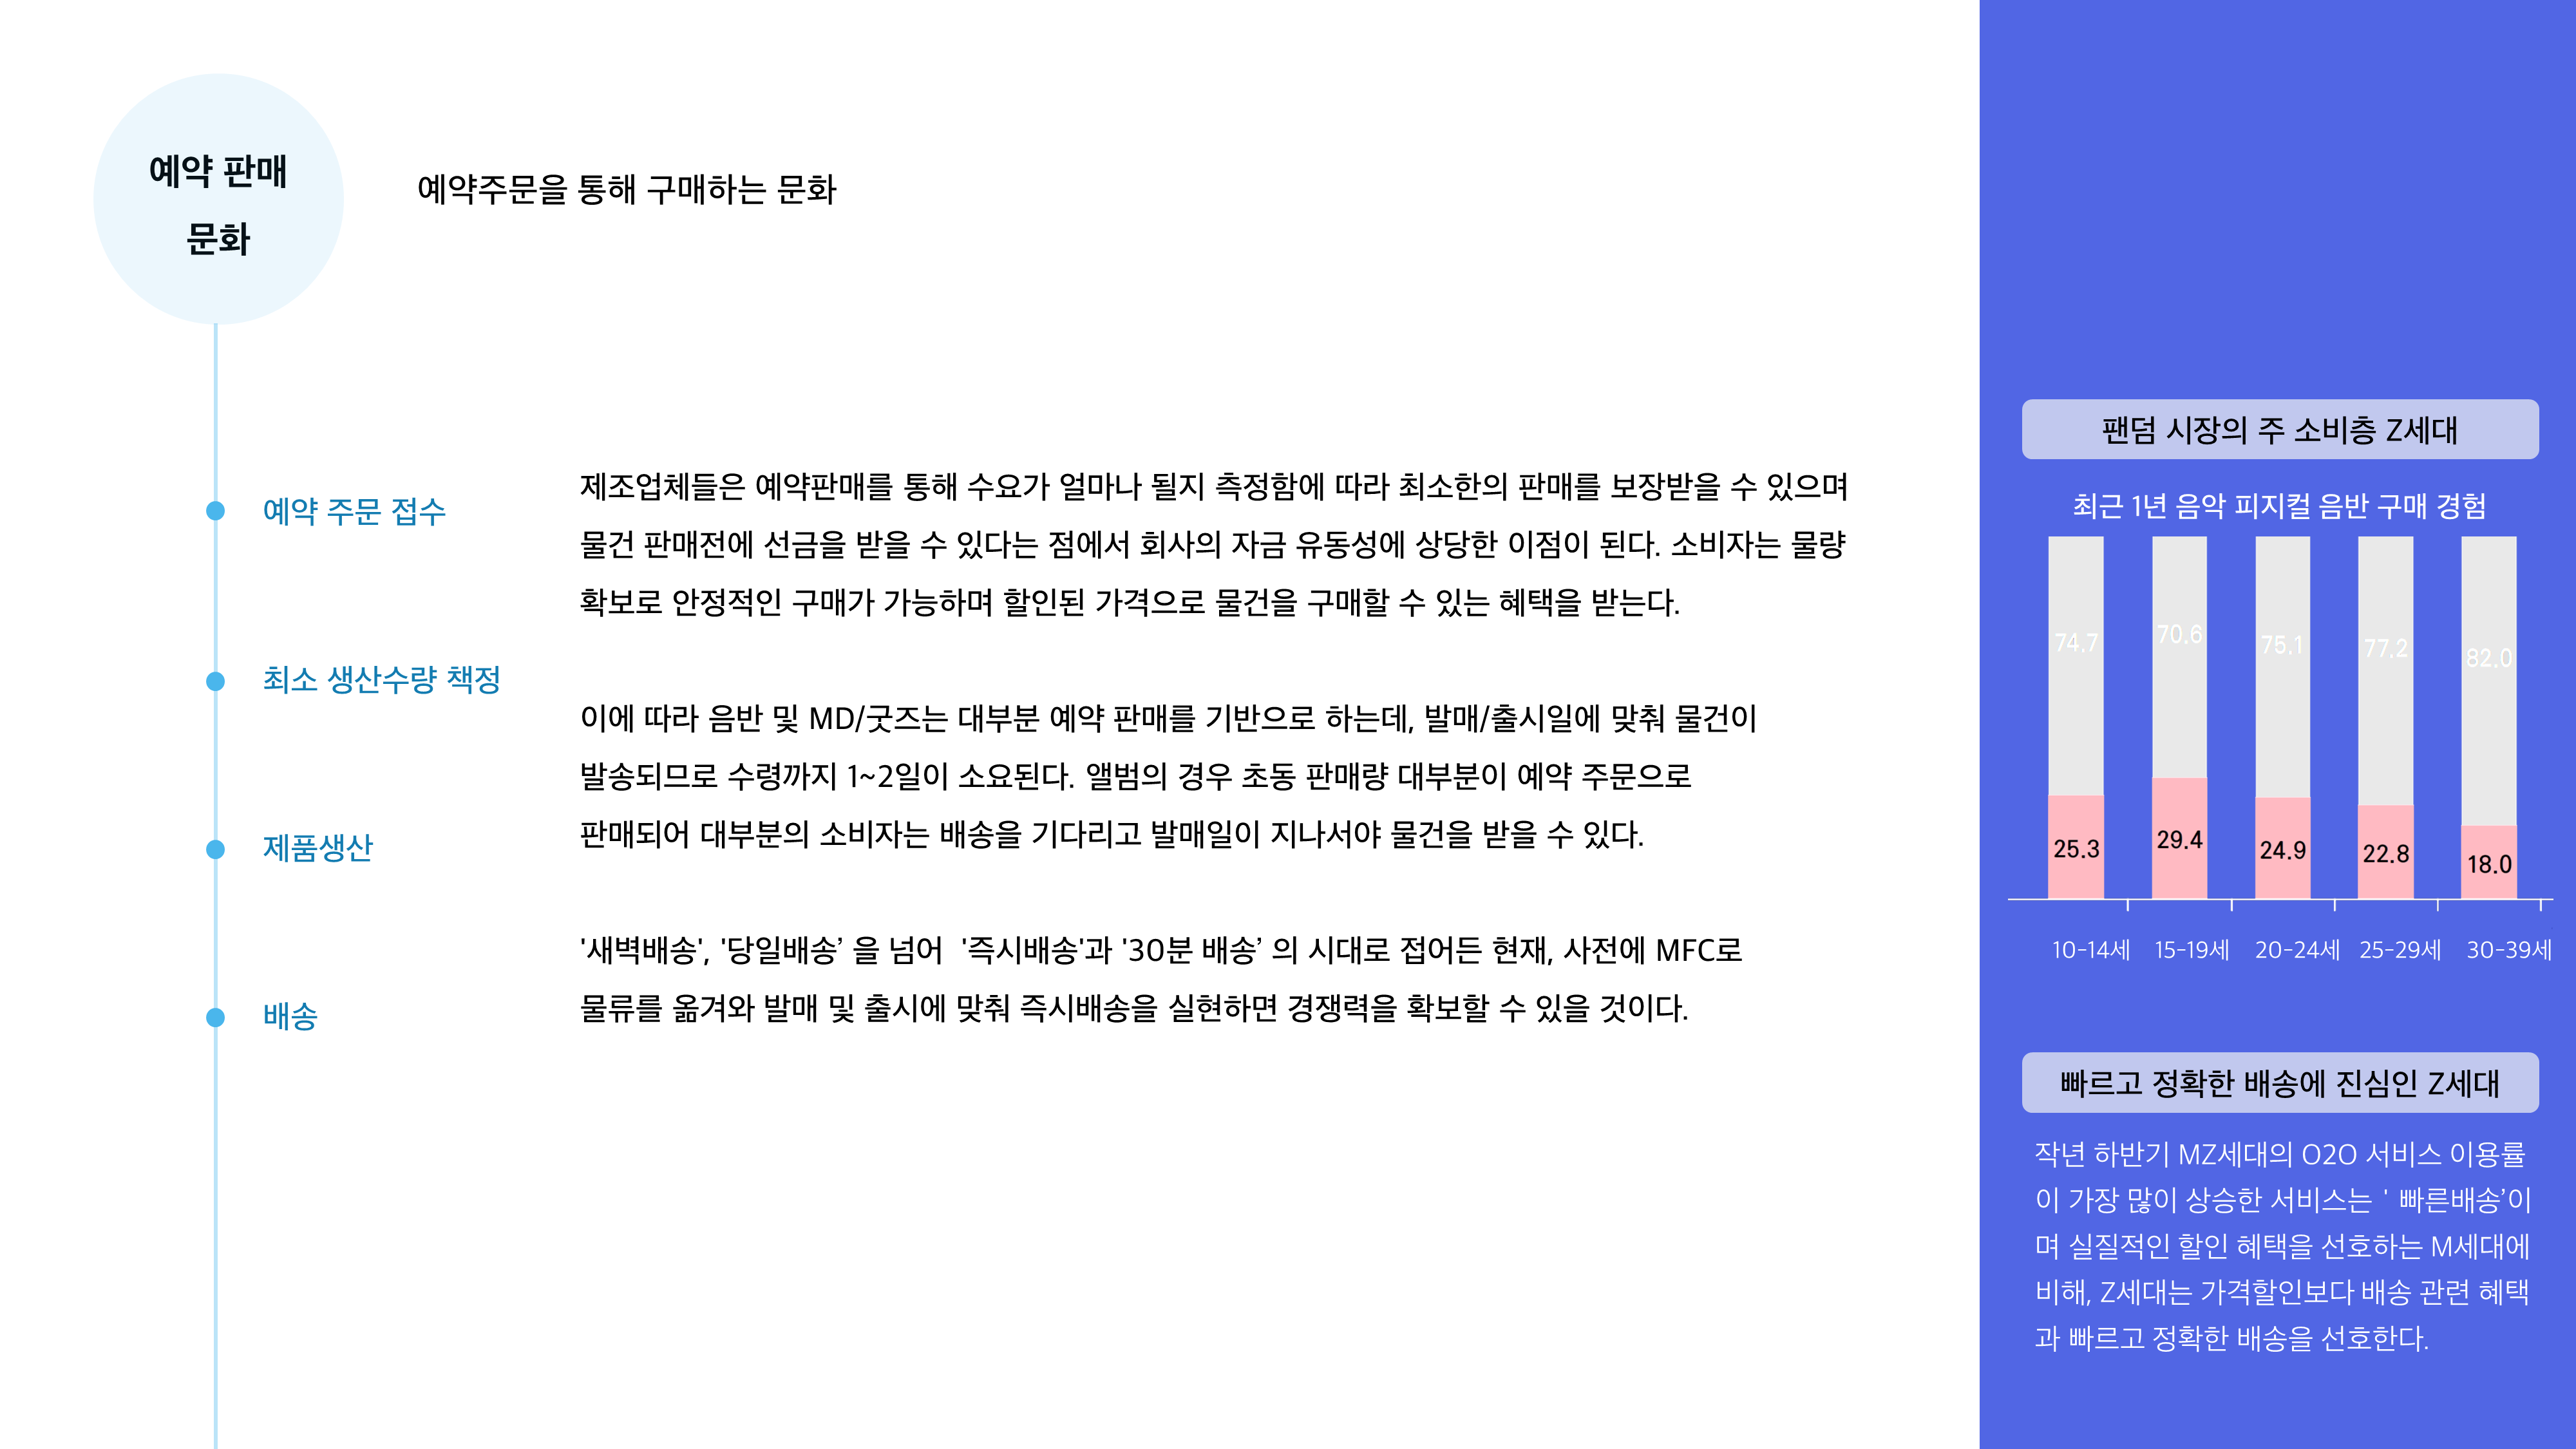 예약 판매
문화
예약주문을 통해 구매하는 문화
예약 주문 접수
최소 생산수량 책정
제품생산
배송
제조업체들은 예약판매를 통해 수요가 얼마나 될지 측정함에 따라 최소한의 판매를 보장받을 수 있으며
물건 판매전에 선금을 받을 수 있다는 점에서 회사의 자금 유동성에 상당한 이점이 된다. 소비자는 물량
확보로 안정적인 구매가 가능하며 할인된 가격으로 물건을 구매할 수 있는 혜택을 받는다.
이에 따라 음반 및 MD/굿즈는 대부분 예약 판매를 기반으로 하는데, 발매/출시일에 맞춰 물건이
발송되므로 수령까지 1~2일이 소요된다. 앨범의 경우 초동 판매량 대부분이 예약 주문으로
판매되어 대부분의 소비자는 배송을 기다리고 발매일이 지나서야 물건을 받을 수 있다.
'새벽배송', '당일배송’ 을 넘어  '즉시배송'과 '30분 배송’ 의 시대로 접어든 현재, 사전에 MFC로
물류를 옮겨와 발매 및 출시에 맞춰 즉시배송을 실현하면 경쟁력을 확보할 수 있을 것이다.
팬덤 시장의 주 소비층 Z세대
최근 1년 음악 피지컬 음반 구매 경험
74.7 70.6 75.1 77.2 82.0
25.3 29.4 24.9 22.8 18.0
10-14세 15-19세 20-24세 25-29세 30-39세
빠르고 정확한 배송에 진심인 Z세대
작년 하반기 MZ세대의 O2O 서비스 이용률
이 가장 많이 상승한 서비스는 ' 빠른배송’이
며 실질적인 할인 혜택을 선호하는 M세대에
비해, Z세대는 가격할인보다 배송 관련 혜택
과 빠르고 정확한 배송을 선호한다.